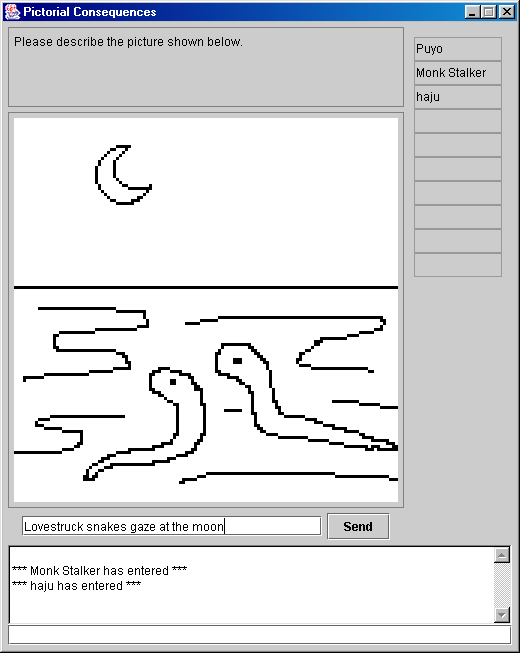 Pictorial Consequences
Please describe the picture shown below.
Puyo
Monk Stalker
haju
Lovestruck snakes gaze at the moon
Send
*** Monk Stalker has entered ***
*** haju has entered ***